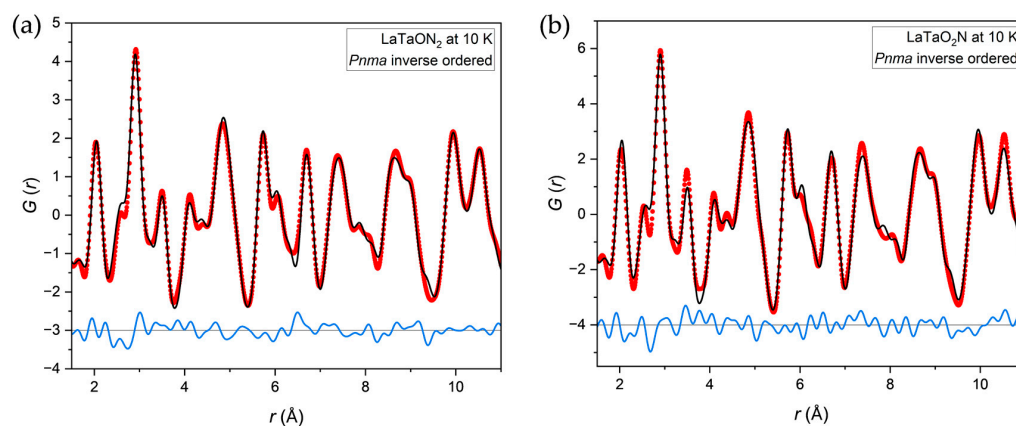 (a)
5
4
3
2
1
0
−1
−2
−3
−4
G (r)
LaTaON₂ at 10 K
Pnma inverse ordered
2
4
6
8
10
r (Å)
(b)
6
4
2
0
−2
−4
G (r)
LaTaO₂N at 10 K
Pnma inverse ordered
2
4
6
8
10
r (Å)